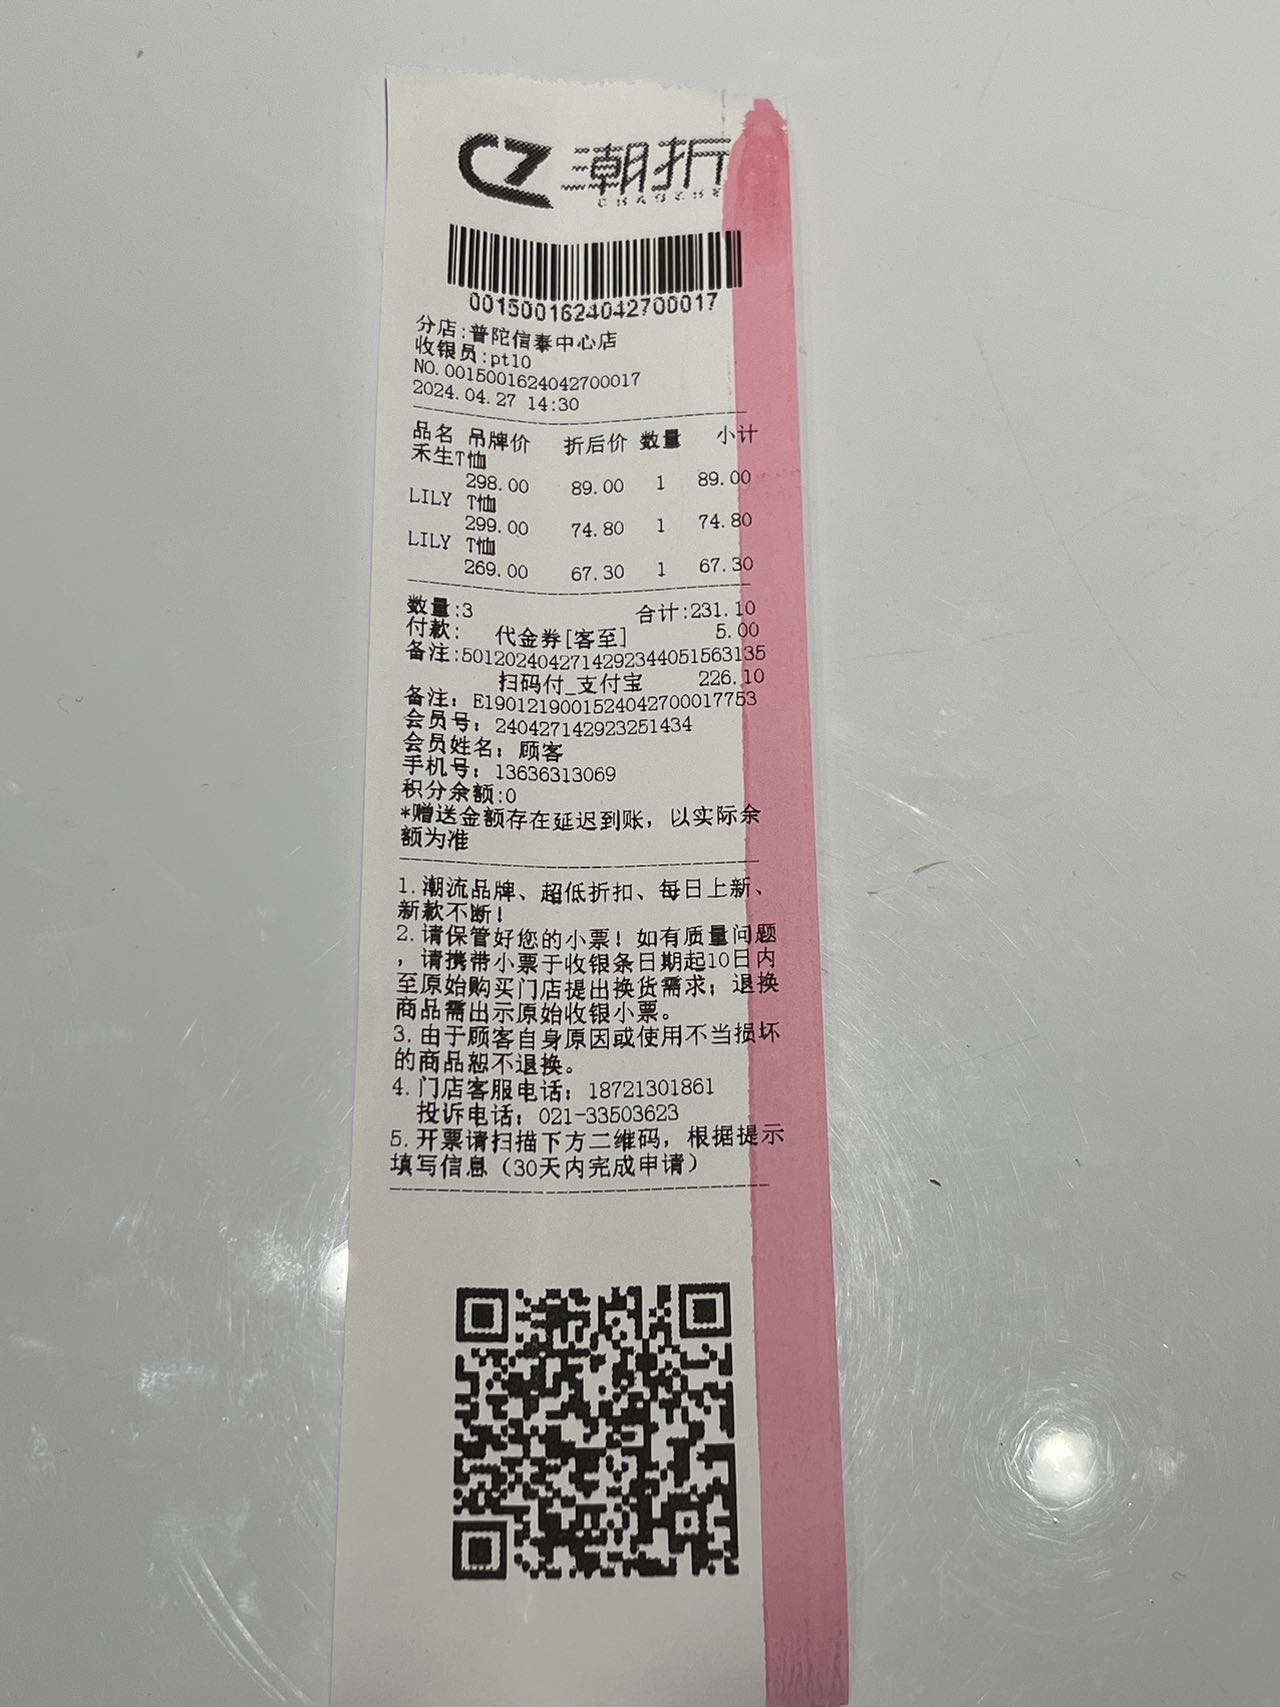 CZ 潮折
CHAOZHE
0015001624042700017
分店:普陀信泰中心店
收银员:pt10
NO.0015001624042700017
2024.04.27 14:30
品名 吊牌价 折后价 数量 小计
禾生T恤
298.00 89.00 1 89.00
LILY T恤
299.00 74.80 1 74.80
LILY T恤
269.00 67.30 1 67.30
数量:3 合计:231.10
付款: 代金券[客至] 5.00
备注:501202404271429234405156​3135
扫码付_支付宝 226.10
备注: E1901219001524042700017753
会员号: 240427142923251434
会员姓名: 顾客
手机号: 13636313069
积分余额:0
*赠送金额存在延迟到账，以实际余
额为准
1.潮流品牌、超低折扣、每日上新、
新款不断!
2.请保管好您的小票!如有质量问题
，请携带小票于收银条日期起10日内
至原始购买门店提出换货需求; 退换
商品需出示原始收银小票。
3.由于顾客自身原因或使用不当损坏
的商品恕不退换。
4.门店客服电话: 18721301861
投诉电话: 021-33503623
5.开票请扫描下方二维码，根据提示
填写信息（30天内完成申请）